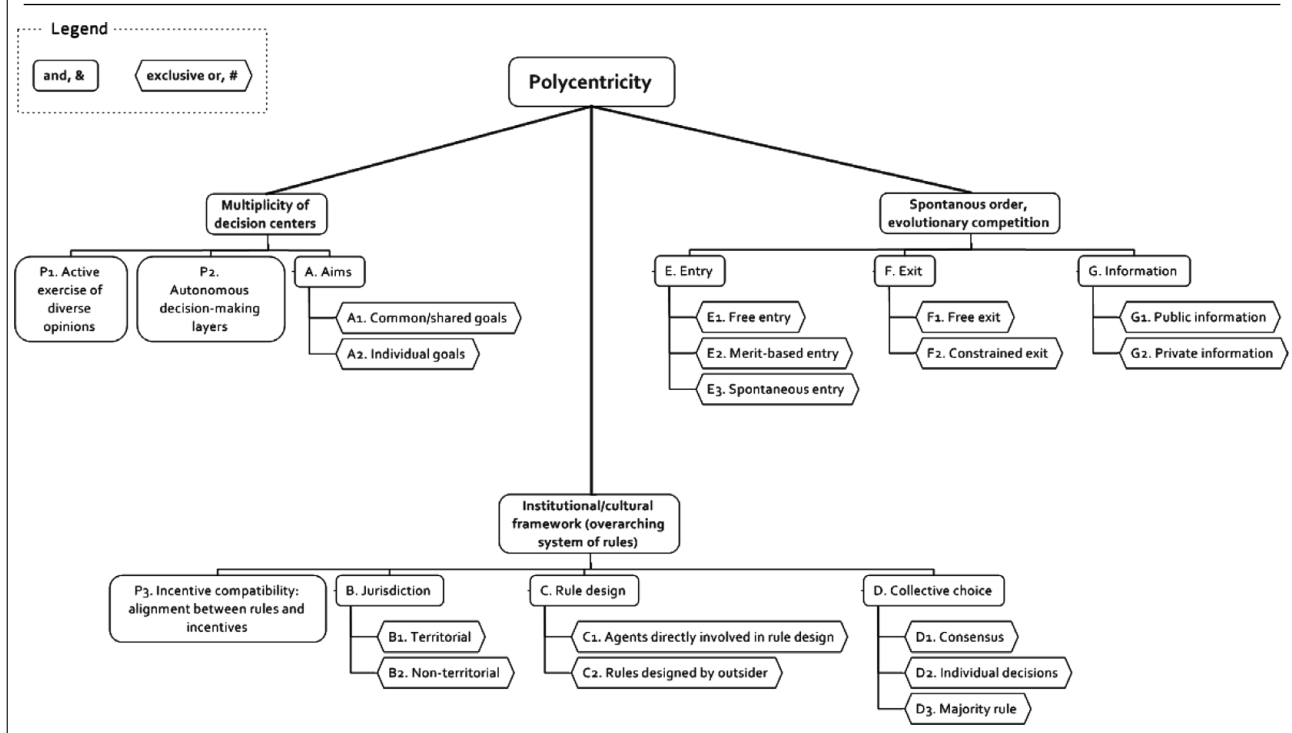 Legend
and, &
exclusive or, #
Polycentricity
Multiplicity of
decision centers
P1. Active
exercise of
diverse
opinions
P2.
Autonomous
decision-making
layers
A. Aims
A1. Common/shared goals
A2. Individual goals
Spontanous order,
evolutionary competition
E. Entry
E1. Free entry
E2. Merit-based entry
E3. Spontaneous entry
F. Exit
F1. Free exit
F2. Constrained exit
G. Information
G1. Public information
G2. Private information
Institutional/cultural
framework (overarching
system of rules)
P3. Incentive compatibility:
alignment between rules and
incentives
B. Jurisdiction
B1. Territorial
B2. Non-territorial
C. Rule design
C1. Agents directly involved in rule design
C2. Rules designed by outsider
D. Collective choice
D1. Consensus
D2. Individual decisions
D3. Majority rule